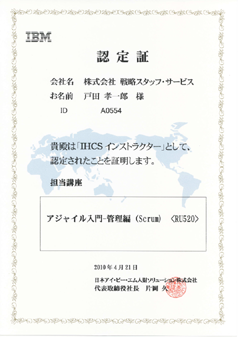 IBM
認定証
会社名 株式会社 戦略スタッフ・サービス
お名前 戸田 孝一郎 様
ID A0554
貴殿は「IHCS インストラクター」として、
認定されたことを証明します。
担当講座
アジャイル入門-管理編 (Scrum) <RU520>
2010年4月21日
日本アイ・ビー・エム人財ソリューション株式会社
代表取締役社長 片岡 久